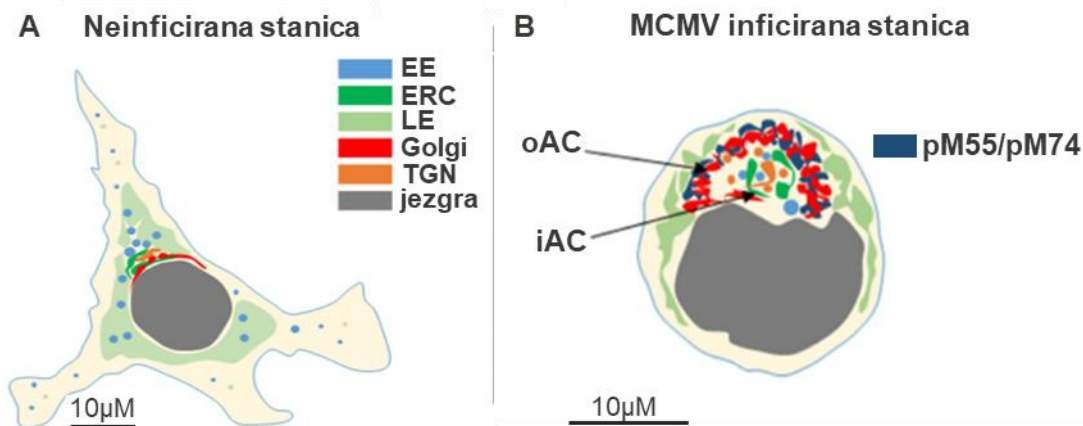 A Neinficirana stanica
EE
ERC
LE
Golgi
TGN
jezgra
10µM
B MCMV inficirana stanica
oAC
iAC
pM55/pM74
10µM